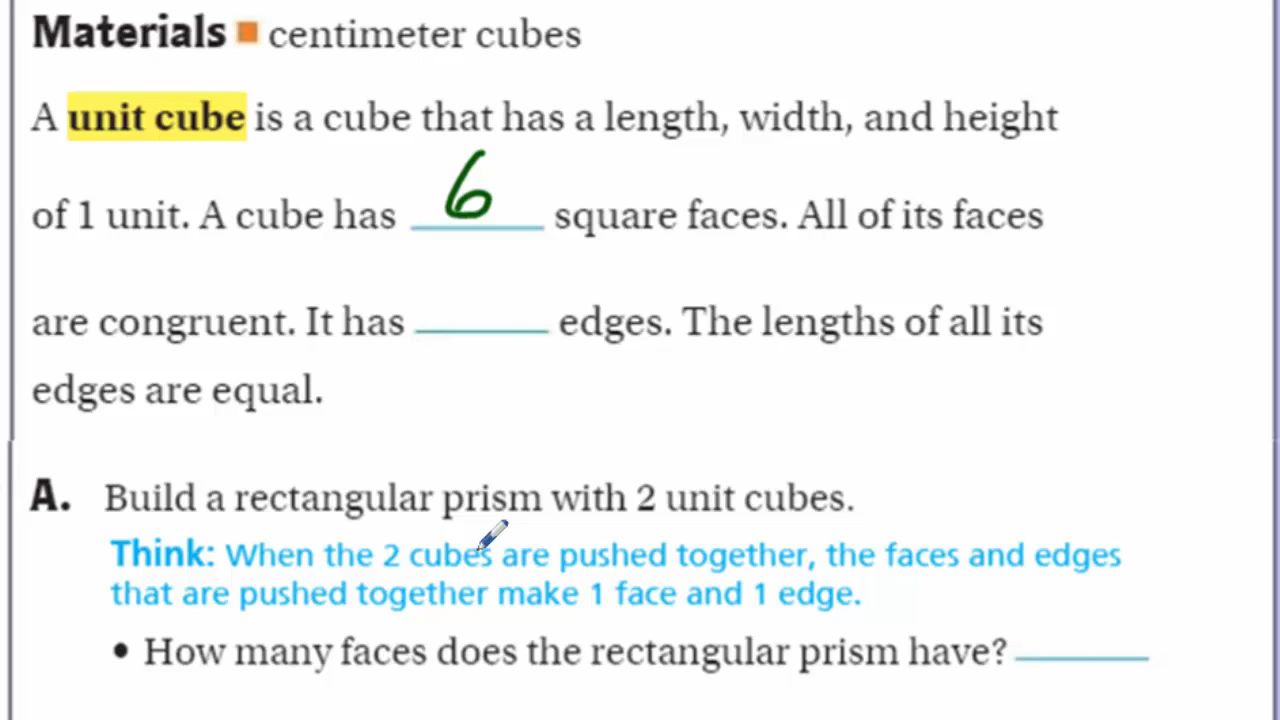 Materials ■ centimeter cubes
A unit cube is a cube that has a length, width, and height
of 1 unit. A cube has 6 square faces. All of its faces
are congruent. It has ______ edges. The lengths of all its
edges are equal.
A. Build a rectangular prism with 2 unit cubes.
Think: When the 2 cubes are pushed together, the faces and edges
that are pushed together make 1 face and 1 edge.
• How many faces does the rectangular prism have? ______